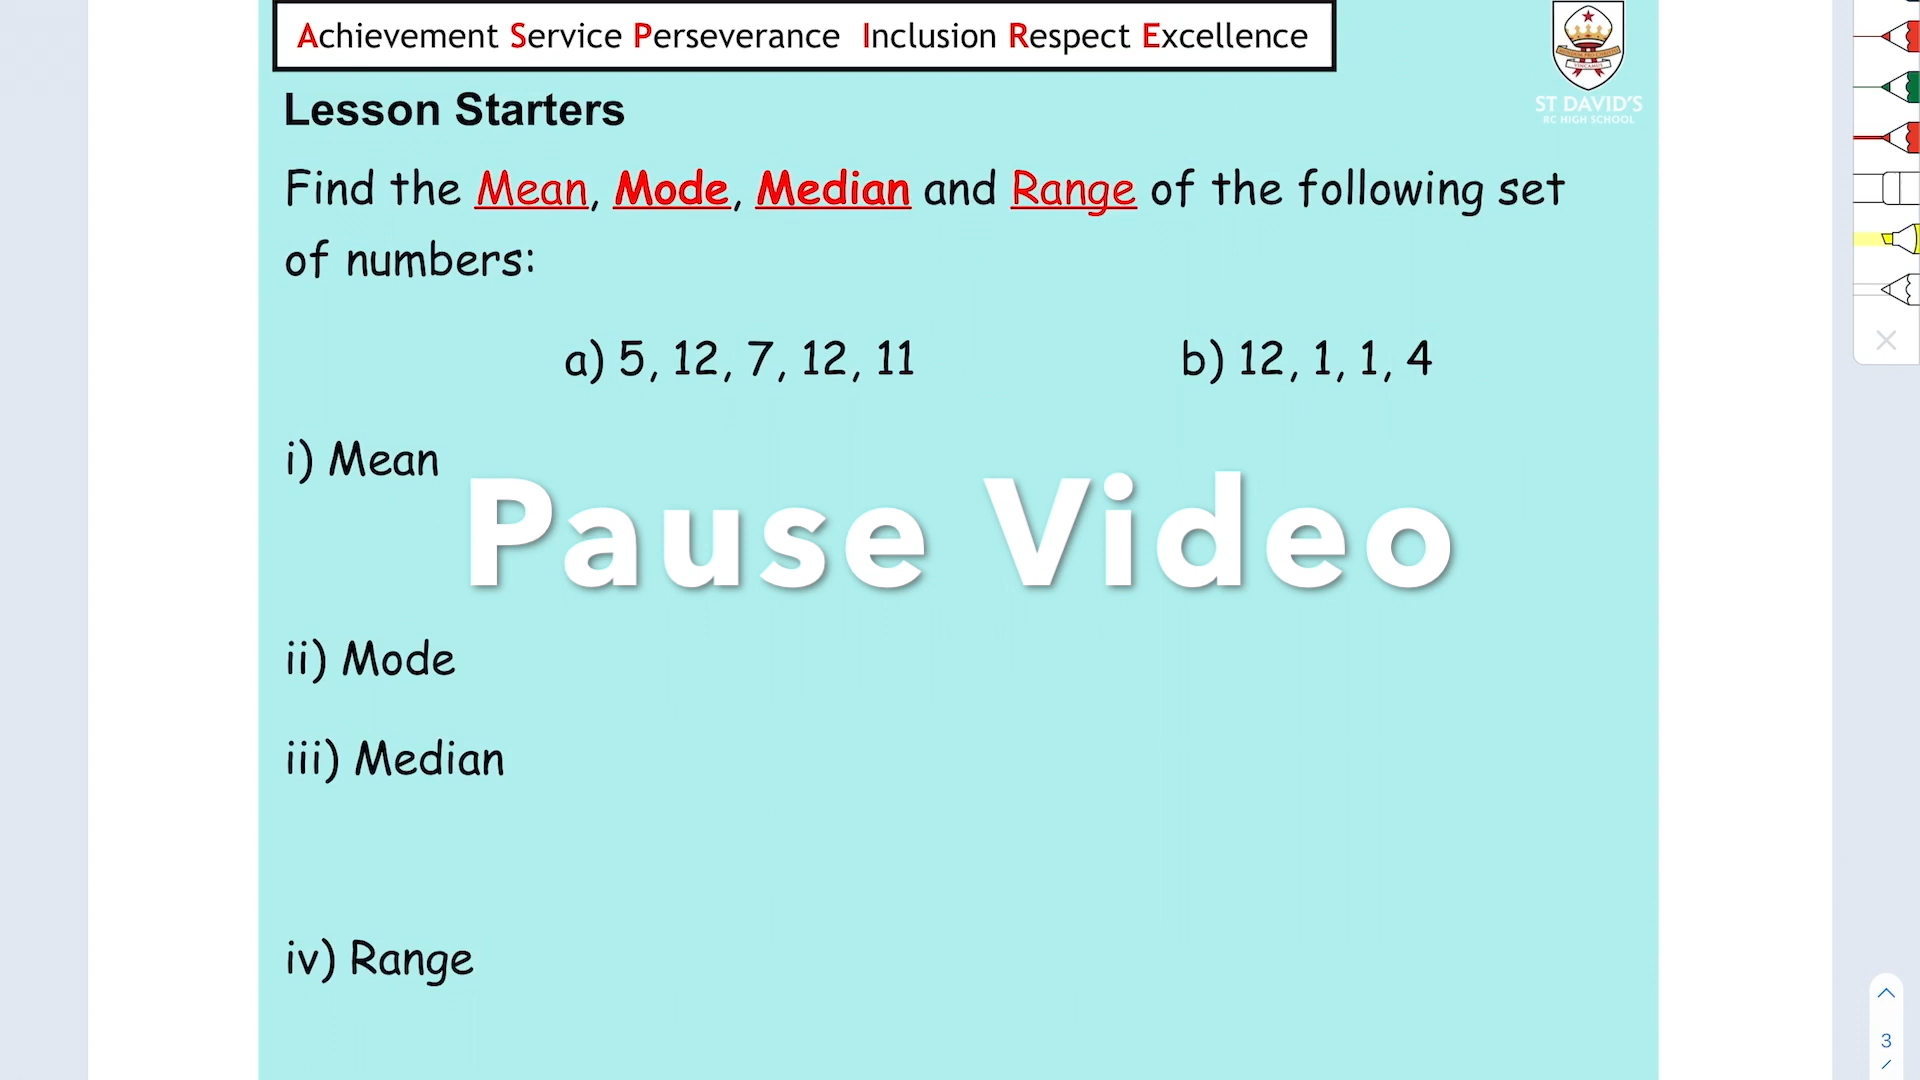 Achievement Service Perseverance Inclusion Respect Excellence
ST DAVID'S
RC HIGH SCHOOL
Lesson Starters
Find the Mean, Mode, Median and Range of the following set
of numbers:
a) 5, 12, 7, 12, 11
b) 12, 1, 1, 4
i) Mean
Pause Video
ii) Mode
iii) Median
iv) Range
3